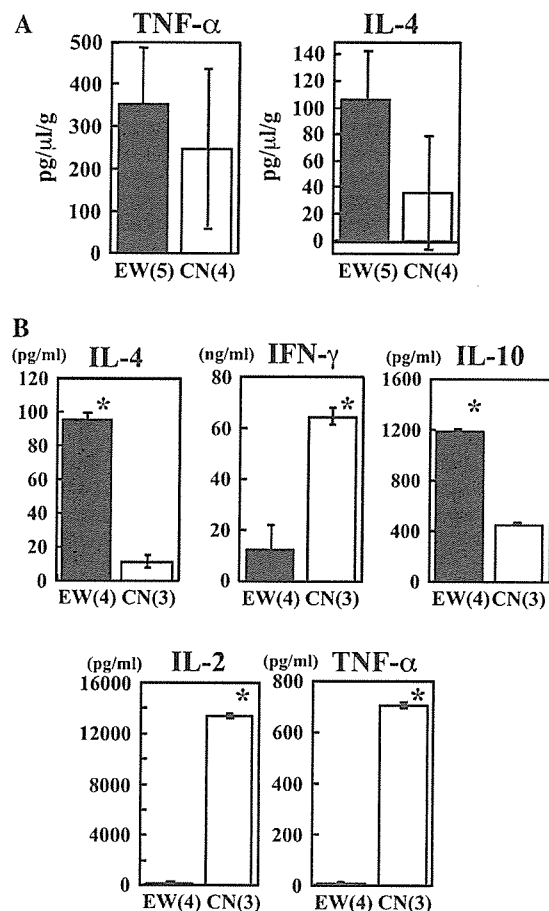 A
TNF-α
IL-4
pg/μl/g
500
400
300
200
100
0
EW(5) CN(4)
pg/μl/g
140
120
100
80
60
40
20
0
EW(5) CN(4)
B
(pg/ml) IL-4
120
100
80
60
40
20
0
*
EW(4) CN(3)
(ng/ml) IFN-γ
80
60
40
20
0
*
EW(4) CN(3)
(pg/ml) IL-10
1600
1200
800
400
0
*
EW(4) CN(3)
(pg/ml) IL-2
16000
12000
8000
4000
0
*
EW(4) CN(3)
(pg/ml) TNF-α
800
600
400
200
0
*
EW(4) CN(3)